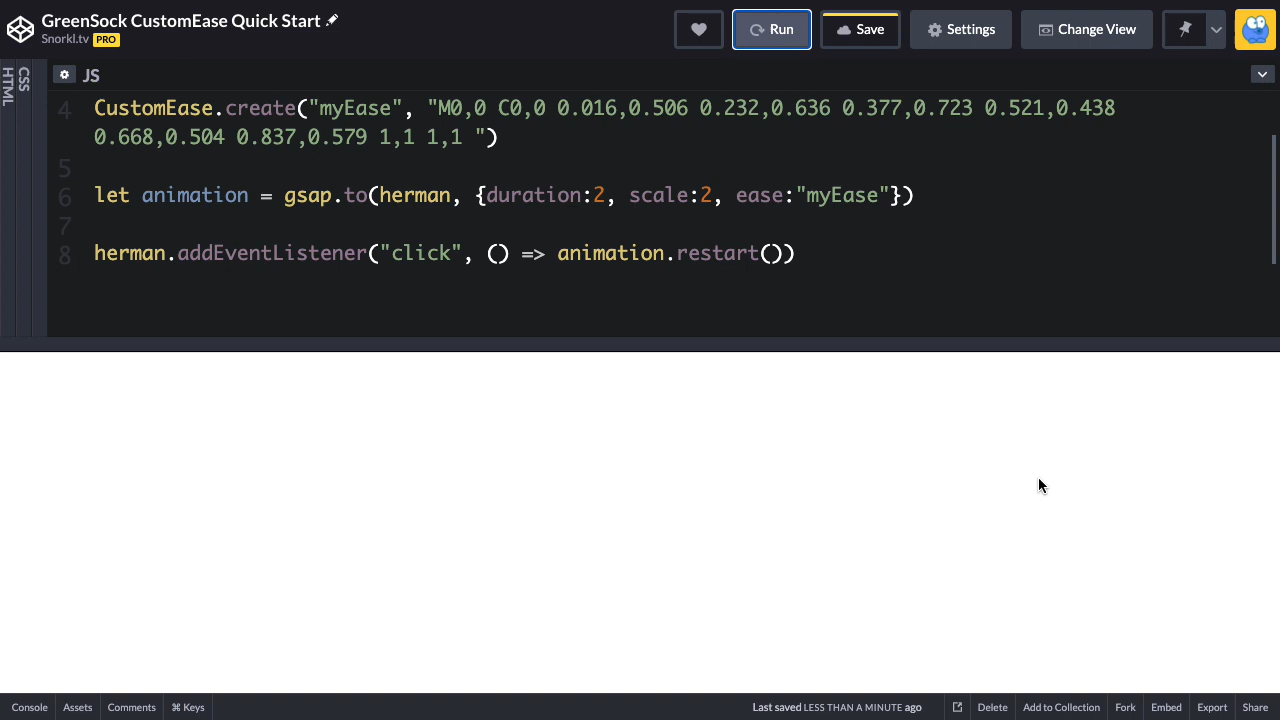 GreenSock CustomEase Quick Start
Snorkl.tv PRO
Run
Save
Settings
Change View
HTML
CSS
JS
4 CustomEase.create("myEase", "M0,0 C0,0 0.016,0.506 0.232,0.636 0.377,0.723 0.521,0.438
0.668,0.504 0.837,0.579 1,1 1,1 ")
5
6 let animation = gsap.to(herman, {duration:2, scale:2, ease:"myEase"})
7
8 herman.addEventListener("click", () => animation.restart())
Console Assets Comments ⌘ Keys Last saved LESS THAN A MINUTE ago Delete Add to Collection Fork Embed Export Share